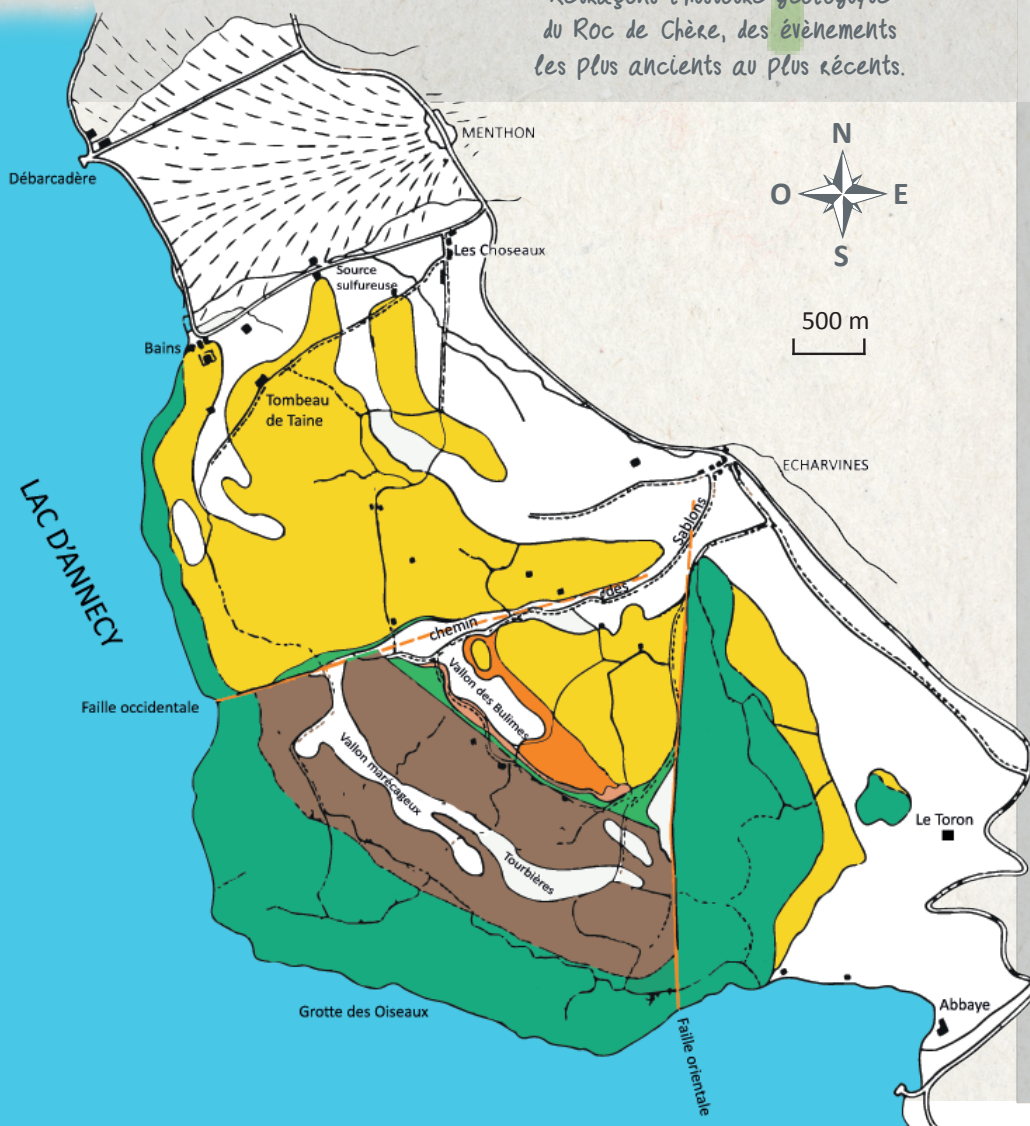 géologique
du Roc de Chère, des évènements
les plus anciens au plus récents.
MENTHON
N
O
E
S
Débarcadère
Les Choseaux
Source
sulfureuse
500 m
Bains
Tombeau
de Taine
ECHARVINES
LAC D'ANNECY
Sablons
des
chemin
Vallon des Bulimes
Faille occidentale
Vallon marécageux
Le Toron
Tourbières
Grotte des Oiseaux
Abbaye
Faille orientale